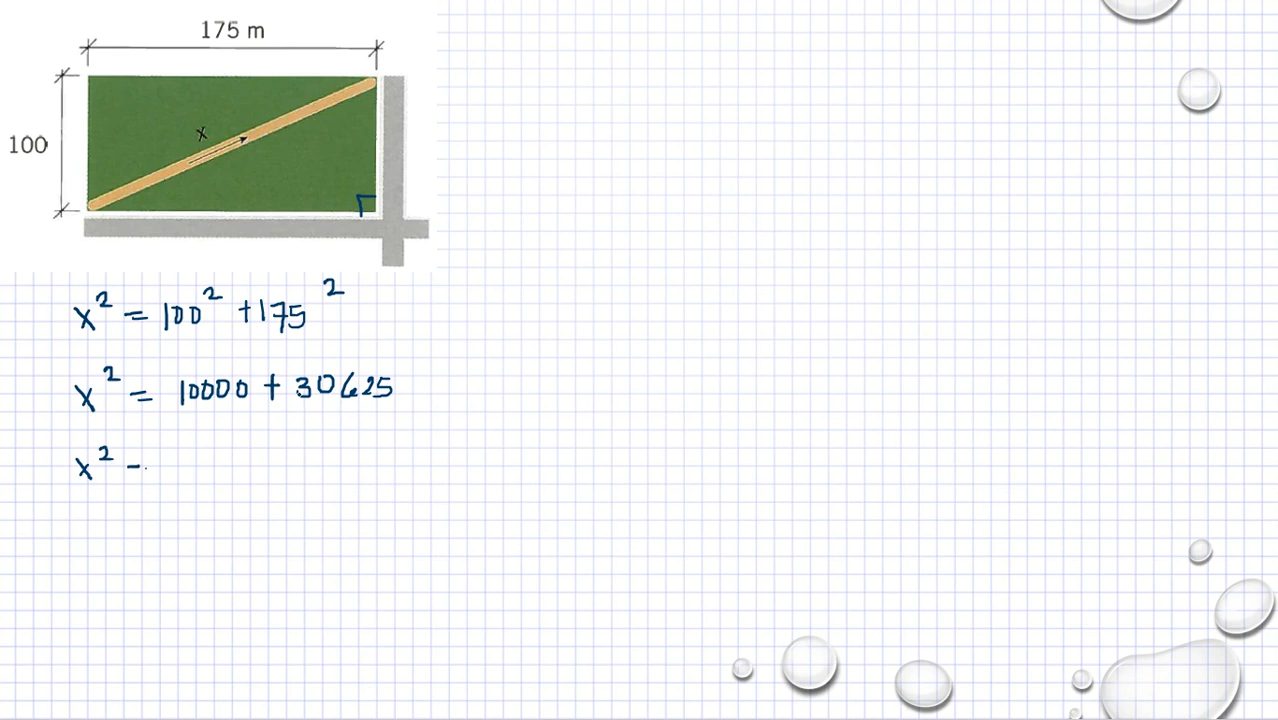 175 m
100
x
x² = 100² + 175²
x² = 10000 + 30625
x² -